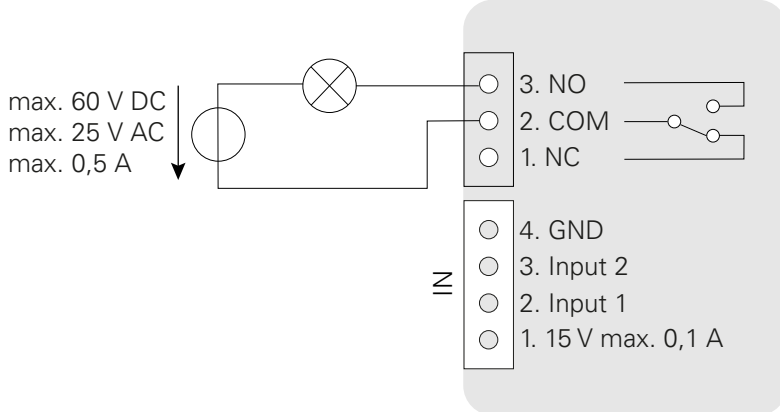 max. 60 V DC
max. 25 V AC
max. 0,5 A
3. NO
2. COM
1. NC
IN
4. GND
3. Input 2
2. Input 1
1. 15 V max. 0,1 A